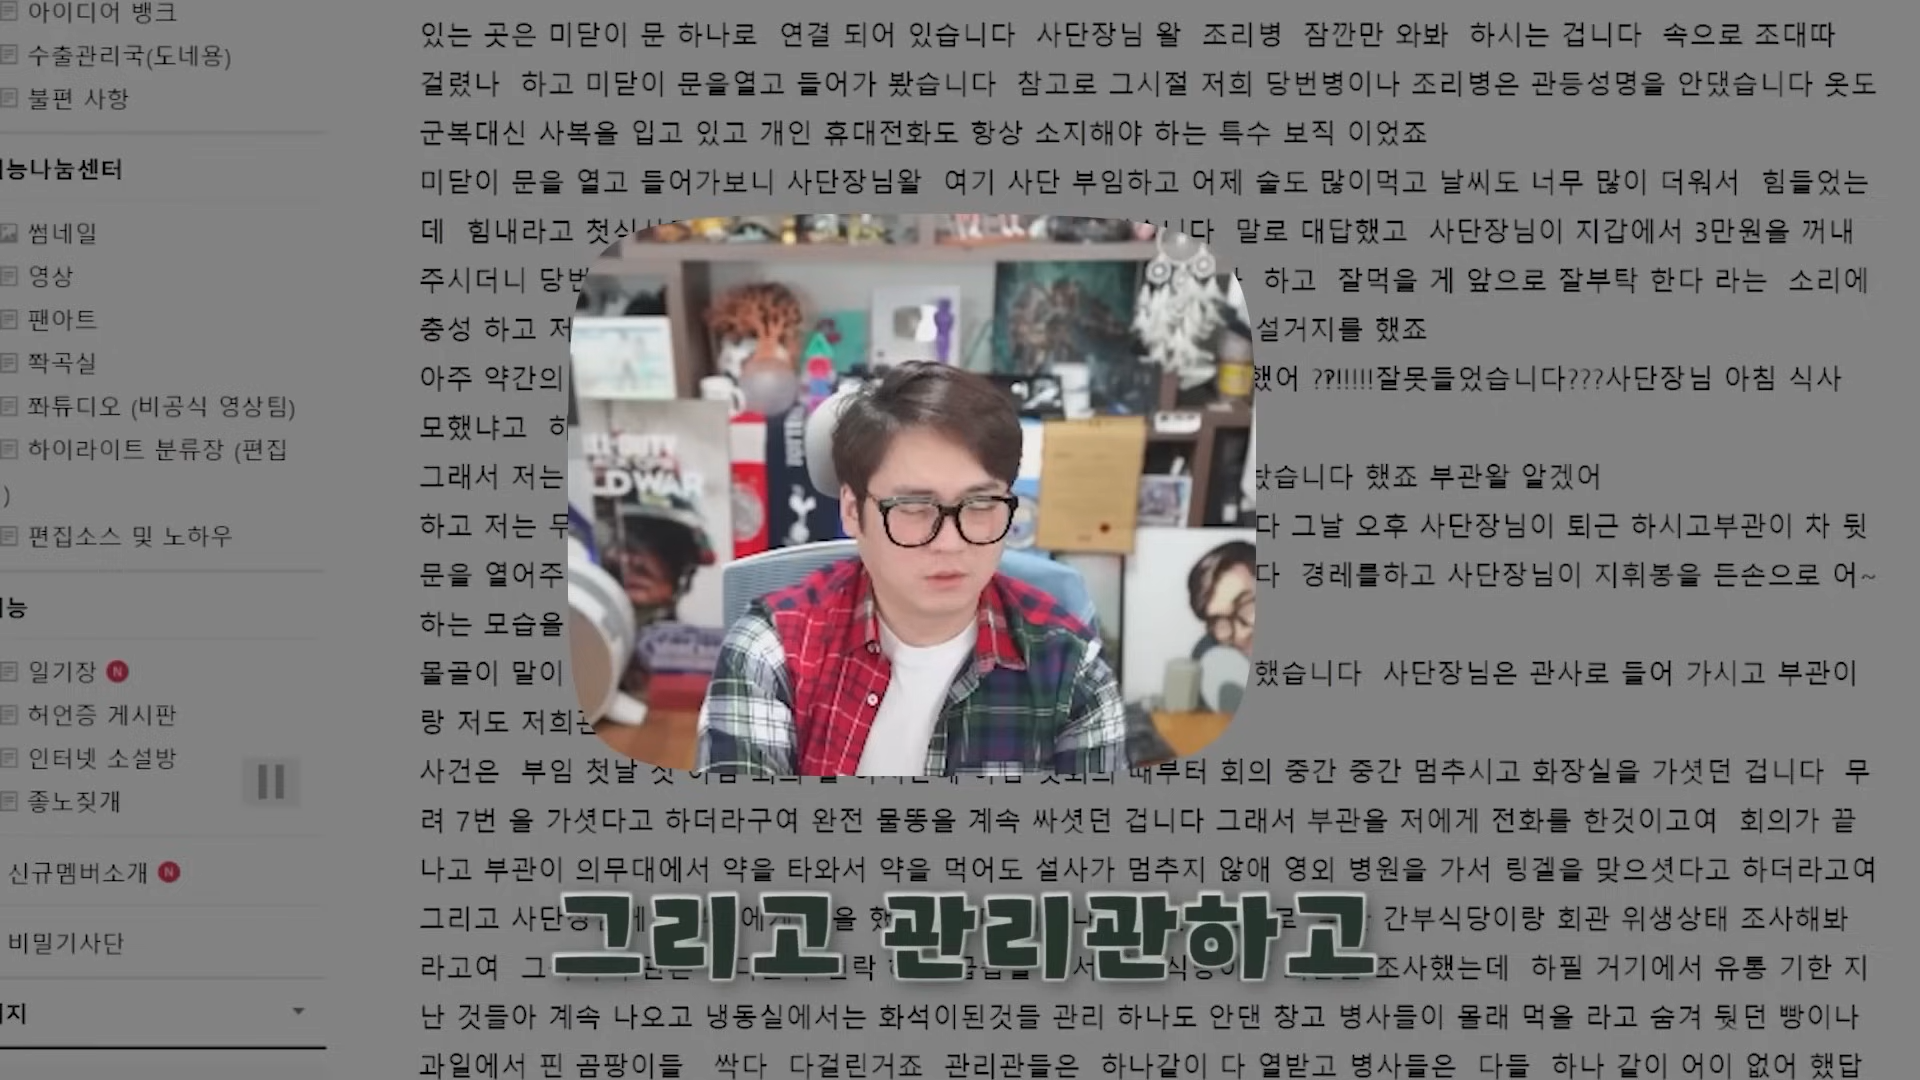 아이디어 뱅크
수출관리국(도네용)
불편 사항
능나눔센터
썸네일
영상
팬아트
쫙곡실
쫘튜디오 (비공식 영상팀)
하이라이트 분류장 (편집
)
편집소스 및 노하우
능
일기장 N
허언증 게시판
인터넷 소설방
좋노짖개
신규멤버소개 N
비밀기사단
지
있는 곳은 미닫이 문 하나로 연결 되어 있습니다 사단장님 왈 조리병 잠깐만 와봐 하시는 겁니다 속으로 조대따
걸렸나 하고 미닫이 문을열고 들어가 봤습니다 참고로 그시절 저희 당번병이나 조리병은 관등성명을 안댔습니다 옷도
군복대신 사복을 입고 있고 개인 휴대전화도 항상 소지해야 하는 특수 보직 이었죠
미닫이 문을 열고 들어가보니 사단장님왈 여기 사단 부임하고 어제 술도 많이먹고 날씨도 너무 많이 더워서 힘들었는
데 힘내라고 말로 대답했고 사단장님이 지갑에서 3만원을 꺼내
주시더니 하고 잘먹을 게 앞으로 잘부탁 한다 라는 소리에
충성 하고 설거지를 했죠
아주 약간의 했어 ??!!!!!잘못들었습니다???사단장님 아침 식사
모했냐고
그래서 저는 했죠 부관왈 알겠어
하고 저는 그날 오후 사단장님이 퇴근 하시고부관이 차 뒷
문을 열어주 경레를하고 사단장님이 지휘봉을 든손으로 어~
하는 모습을
몰골이 말이 했습니다 사단장님은 관사로 들어 가시고 부관이
랑 저도
사건은 부임 첫날 회의 중간 중간 멈추시고 화장실을 가셧던 겁니다 무
려 7번 을 가셧다고 하더라구여 완전 물똥을 계속 싸셧던 겁니다 그래서 부관을 저에게 전화를 한것이고여 회의가 끝
나고 부관이 의무대에서 약을 타와서 약을 먹어도 설사가 멈추지 않애 영외 병원을 가서 링겔을 맞으셧다고 하더라고여
그리고 간부식당이랑 회관 위생상태 조사해봐
라고여 조사했는데 하필 거기에서 유통 기한 지
난 것들아 계속 나오고 냉동실에서는 화석이된것들 관리 하나도 안댄 창고 병사들이 몰래 먹을 라고 숨겨 뒷던 빵이나
과일에서 핀 곰팡이들 싹다 다걸린거죠 관리관들은 하나같이 다 열받고 병사들은 다들 하나 같이 어이 없어 했답
그리고 관리관하고